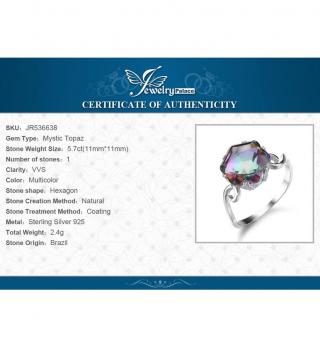 Jewelry Palace
CERTIFICATE OF AUTHENTICITY
SKU： JR536638
Gem Type： Mystic Topaz
Stone Weight Size： 5.7ct(11mm*11mm)
Number of stones： 1
Clarity： VVS
Color： Multicolor
Stone shape： Hexagon
Stone Creation Method： Natural
Stone Treatment Method： Coating
Metal： Sterling Silver 925
Total Weight： 2.4g
Stone Origin： Brazil